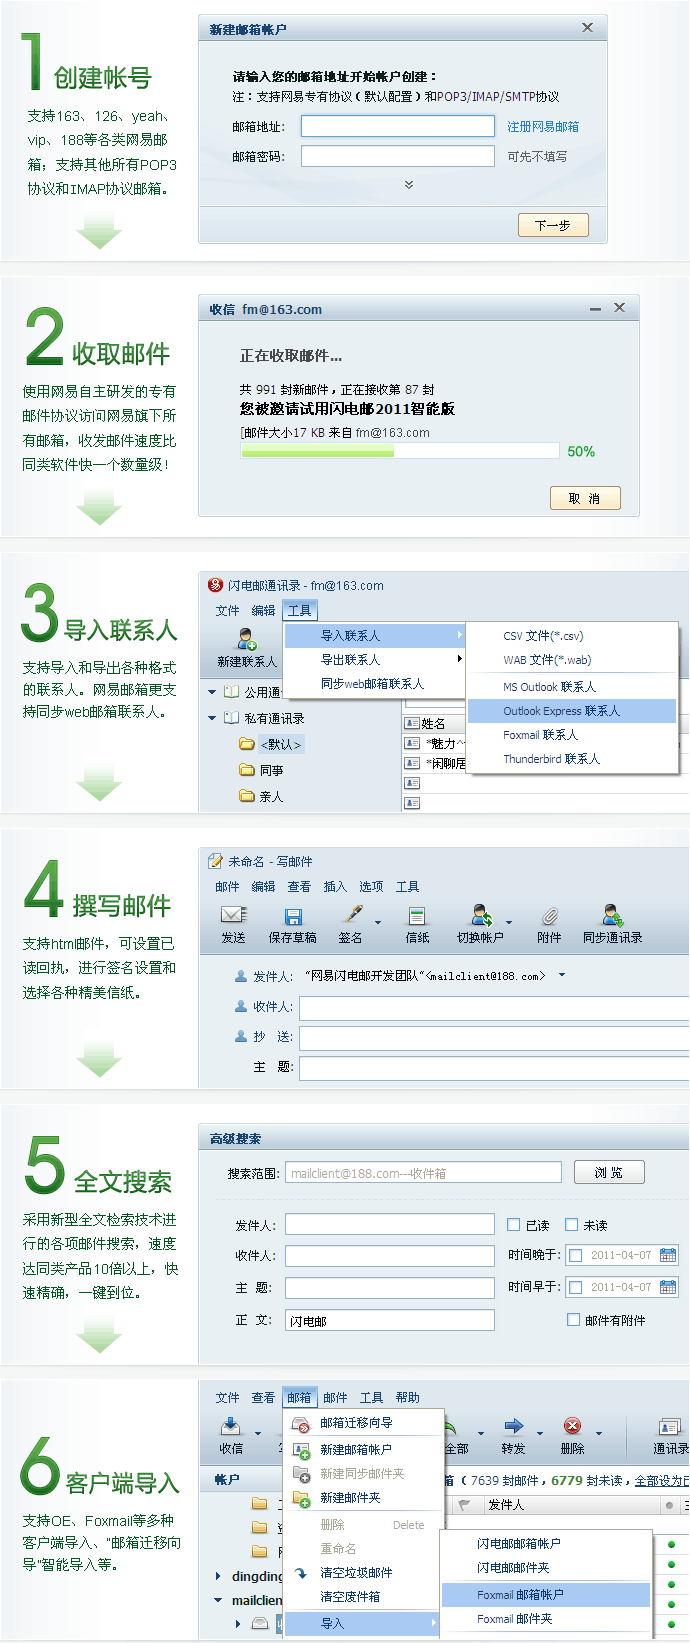 1 创建帐号
支持163、126、yeah、
vip、188等各类网易邮
箱；支持其他所有POP3
协议和IMAP协议邮箱。
新建邮箱帐户
请输入您的邮箱地址开始帐户创建：
注：支持网易专有协议（默认配置）和POP3/IMAP/SMTP协议
邮箱地址: 注册网易邮箱
邮箱密码: 可先不填写
下一步
2 收取邮件
使用网易自主研发的专有
邮件协议访问网易旗下所
有邮箱，收发邮件速度比
同类软件快一个数量级！
收信 fm@163.com
正在收取邮件...
共 991 封新邮件，正在接收第 87 封
您被邀请试用闪电邮2011智能版
[邮件大小17 KB 来自 fm@163.com
50%
取 消
3 导入联系人
支持导入和导出各种格式
的联系人。网易邮箱更支
持同步web邮箱联系人。
闪电邮通讯录 - fm@163.com
文件 编辑 工具
新建联系人
导入联系人
导出联系人
同步web邮箱联系人
CSV 文件(*.csv)
WAB 文件(*.wab)
MS Outlook 联系人
Outlook Express 联系人
Foxmail 联系人
Thunderbird 联系人
公用通
私有通讯录
<默认>
同事
亲人
姓名
*魅力^
*闲聊居
4 撰写邮件
支持html邮件，可设置已
读回执，进行签名设置和
选择各种精美信纸。
未命名 - 写邮件
邮件 编辑 查看 插入 选项 工具
发送 保存草稿 签名 信纸 切换帐户 附件 同步通讯录
发件人: "网易闪电邮开发团队"<mailclient@188.com>
收件人:
抄 送:
主 题:
5 全文搜索
采用新型全文检索技术进
行的各项邮件搜索，速度
达同类产品10倍以上，快
速精确，一键到位。
高级搜索
搜索范围: mailclient@188.com---收件箱 浏 览
发件人: 已读 未读
收件人: 时间晚于: 2011-04-07
主 题: 时间早于: 2011-04-07
正 文: 闪电邮 邮件有附件
6 客户端导入
支持OE、Foxmail等多种
客户端导入、"邮箱迁移向
导"智能导入等。
文件 查看 邮箱 邮件 工具 帮助
收信 全部 转发 删除 通讯录
帐户
dingding
mailclien
邮箱迁移向导
新建邮箱帐户
新建同步邮件夹
新建邮件夹
删除 Delete
重命名
清空垃圾邮件
清空废件箱
导入
箱（7639 封邮件，6779 封未读，全部设为已
发件人
闪电邮邮箱帐户
闪电邮邮件夹
Foxmail 邮箱帐户
Foxmail 邮件夹